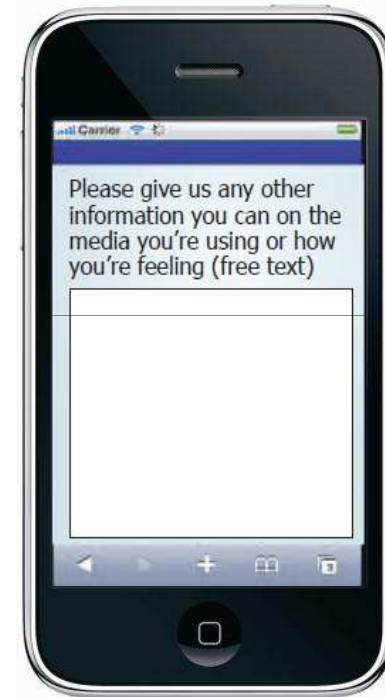 Carrier
Please give us any other
information you can on the
media you're using or how
you're feeling (free text)